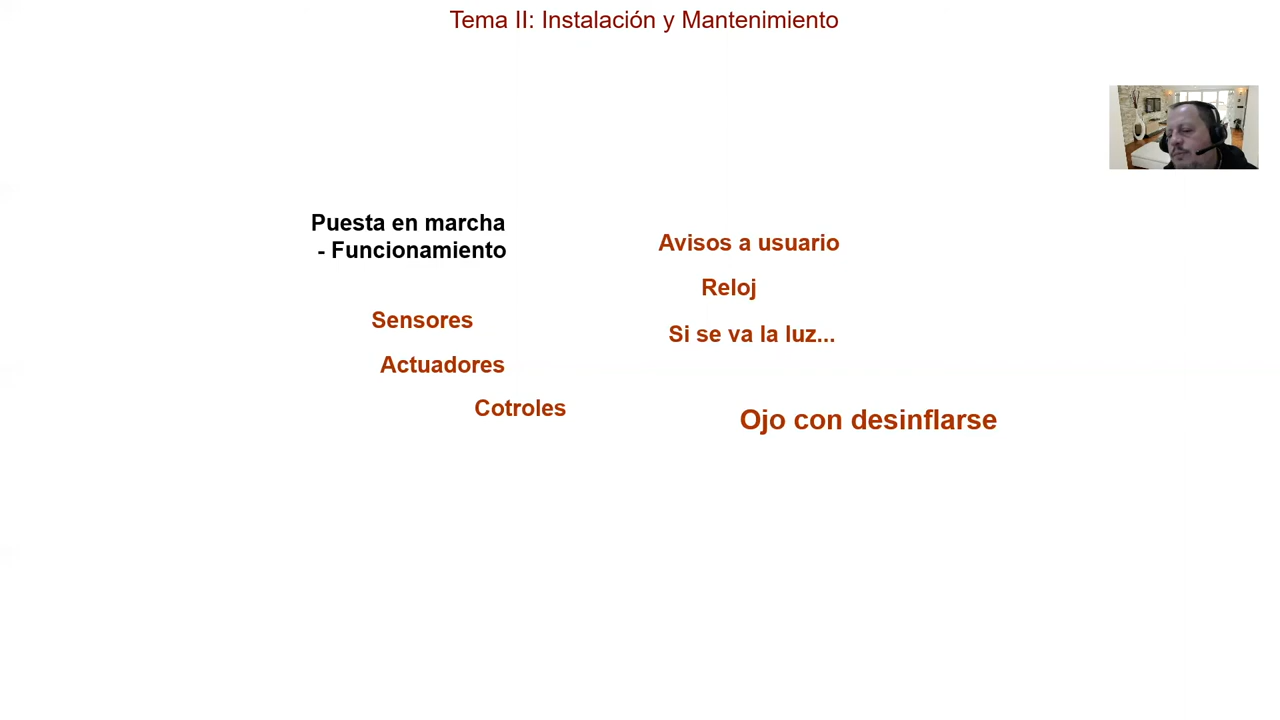 Tema II: Instalación y Mantenimiento
Puesta en marcha
- Funcionamiento
Sensores
Actuadores
Cotroles
Avisos a usuario
Reloj
Si se va la luz...
Ojo con desinflarse